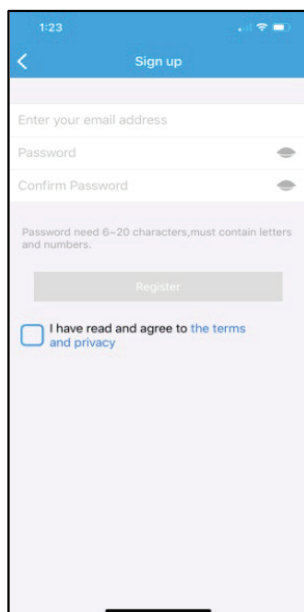 1:23
Sign up
Enter your email address
Password
Confirm Password
Password need 6~20 characters,must contain letters
and numbers.
Register
I have read and agree to the terms
and privacy